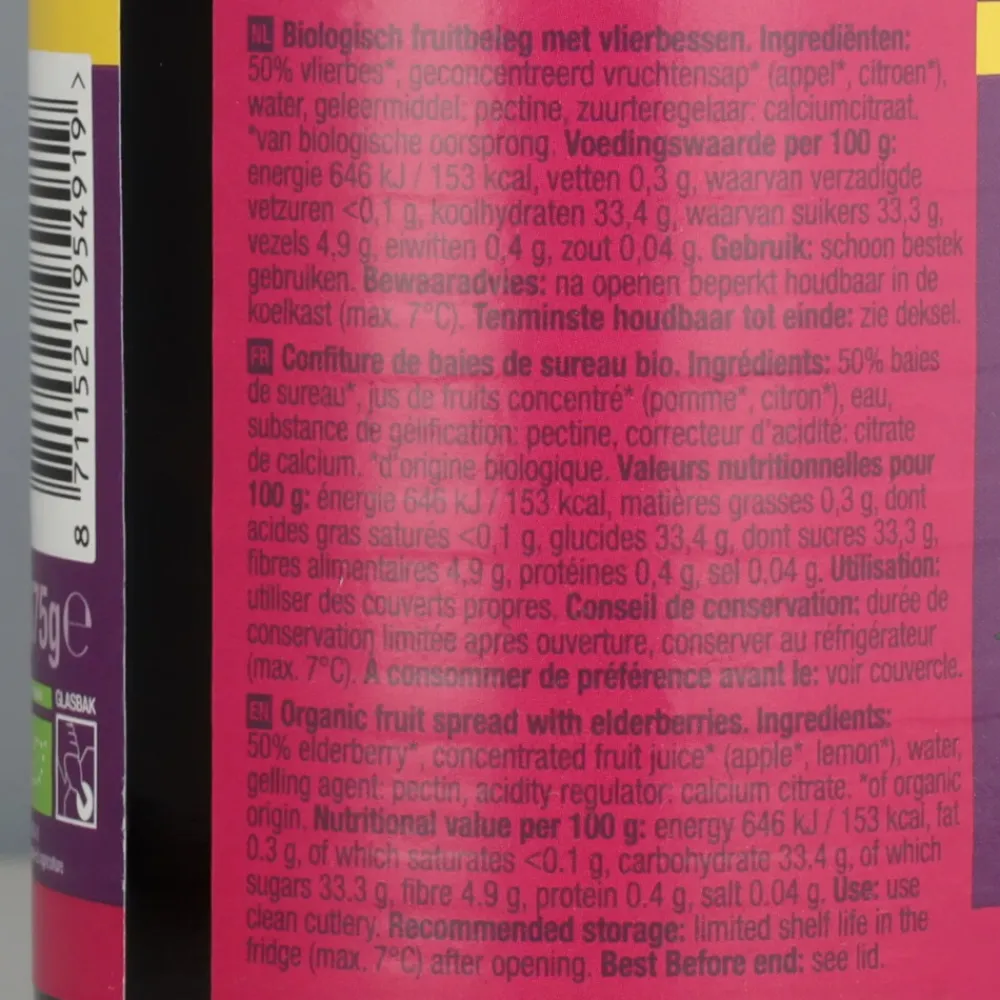 NL Biologisch fruitbeleg met vlierbessen. Ingrediënten:
50% vlierbes*, geconcentreerd vruchtensap* (appel*, citroen*),
water, geleermiddel: pectine, zuurteregelaar: calciumcitraat.
*van biologische oorsprong. Voedingswaarde per 100 g:
energie 646 kJ / 153 kcal, vetten 0,3 g, waarvan verzadigde
vetzuren <0,1 g, koolhydraten 33,4 g, waarvan suikers 33,3 g,
vezels 4,9 g, eiwitten 0,4 g, zout 0,04 g. Gebruik: schoon bestek
gebruiken. Bewaaradvies: na openen beperkt houdbaar in de
koelkast (max. 7°C). Tenminste houdbaar tot einde: zie deksel.
FR Confiture de baies de sureau bio. Ingrédients: 50% baies
de sureau*, jus de fruits concentré* (pomme*, citron*), eau,
substance de gélification: pectine, correcteur d'acidité: citrate
de calcium. *d'origine biologique. Valeurs nutritionnelles pour
100 g: énergie 646 kJ / 153 kcal, matières grasses 0,3 g, dont
acides gras saturés <0,1 g, glucides 33,4 g, dont sucres 33,3 g,
fibres alimentaires 4,9 g, protéines 0,4 g, sel 0.04 g. Utilisation:
utiliser des couverts propres. Conseil de conservation: durée de
conservation limitée après ouverture, conserver au réfrigérateur
(max. 7°C). À consommer de préférence avant le: voir couvercle.
EN Organic fruit spread with elderberries. Ingredients:
50% elderberry*, concentrated fruit juice* (apple*, lemon*), water,
gelling agent: pectin, acidity regulator: calcium citrate. *of organic
origin. Nutritional value per 100 g: energy 646 kJ / 153 kcal, fat
0.3 g, of which saturates <0.1 g, carbohydrate 33.4 g, of which
sugars 33.3 g, fibre 4.9 g, protein 0.4 g, salt 0.04 g. Use: use
clean cutlery. Recommended storage: limited shelf life in the
fridge (max. 7°C) after opening. Best Before end: see lid.
8 711521 954919 >
75g e
GLASBAK